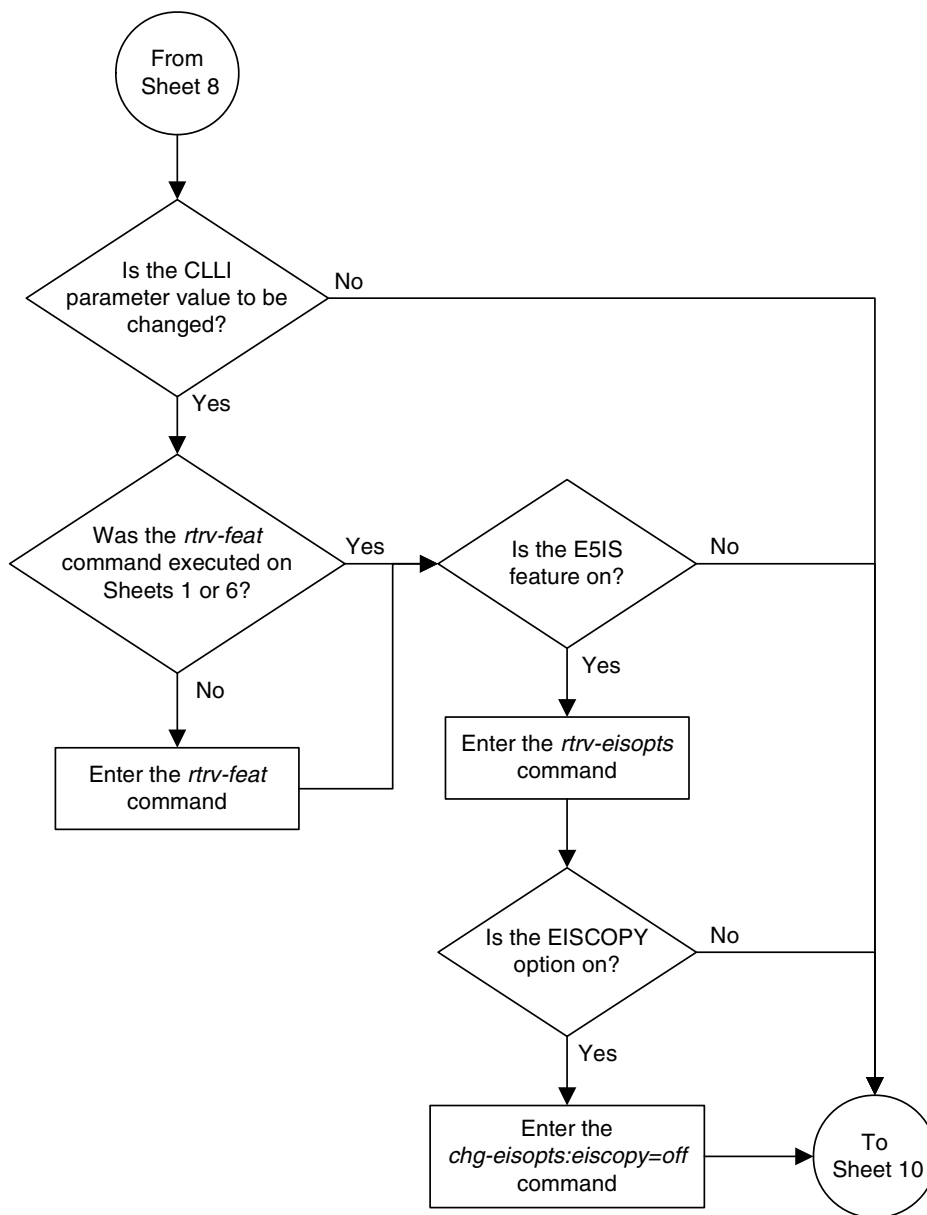 From
Sheet 8
Is the CLLI
parameter value to be
changed?
No
Yes
Was the rtrv-feat
command executed on
Sheets 1 or 6?
Yes
No
Enter the rtrv-feat
command
Is the E5IS
feature on?
No
Yes
Enter the rtrv-eisopts
command
Is the EISCOPY
option on?
No
Yes
Enter the
chg-eisopts:eiscopy=off
command
To
Sheet 10